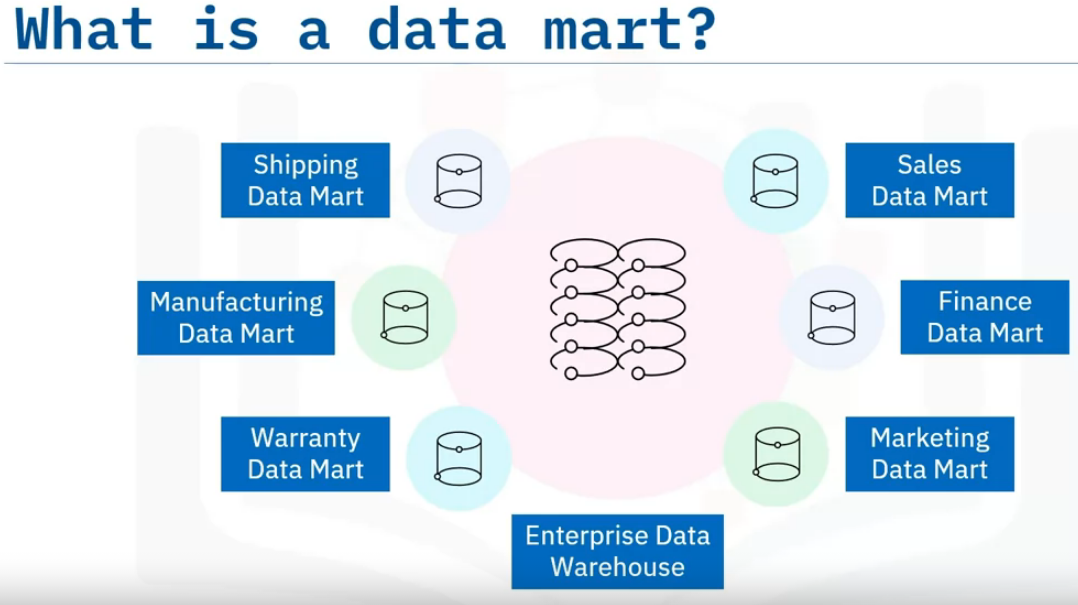 What is a data mart?
Shipping
Data Mart
Sales
Data Mart
Manufacturing
Data Mart
Finance
Data Mart
Warranty
Data Mart
Marketing
Data Mart
Enterprise Data
Warehouse